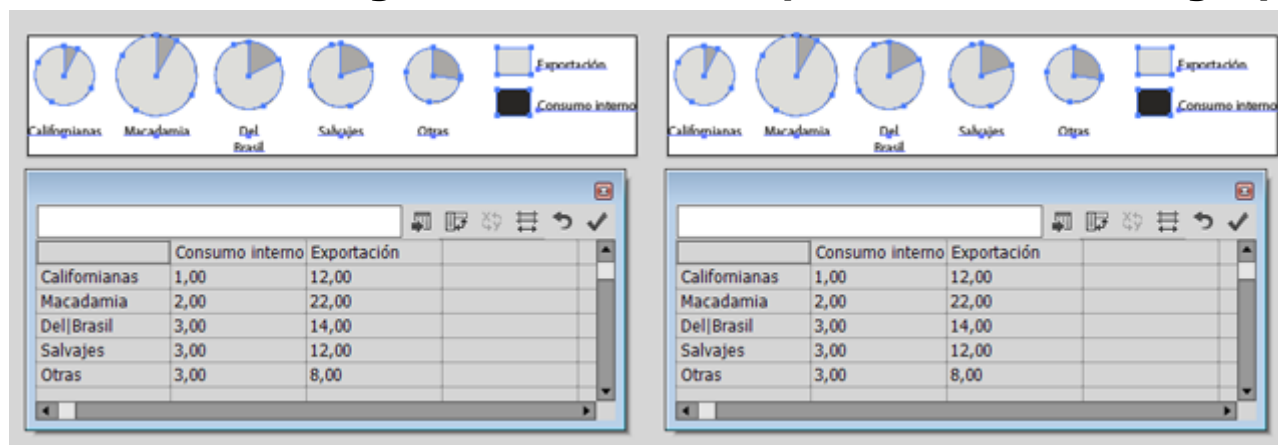 Exportación
Consumo interno
Californianas Macadamia Del Brasil Salvajes Otras
Exportación
Consumo interno
Californianas Macadamia Del Brasil Salvajes Otras
Consumo interno Exportación
Californianas 1,00 12,00
Macadamia 2,00 22,00
Del|Brasil 3,00 14,00
Salvajes 3,00 12,00
Otras 3,00 8,00
Consumo interno Exportación
Californianas 1,00 12,00
Macadamia 2,00 22,00
Del|Brasil 3,00 14,00
Salvajes 3,00 12,00
Otras 3,00 8,00